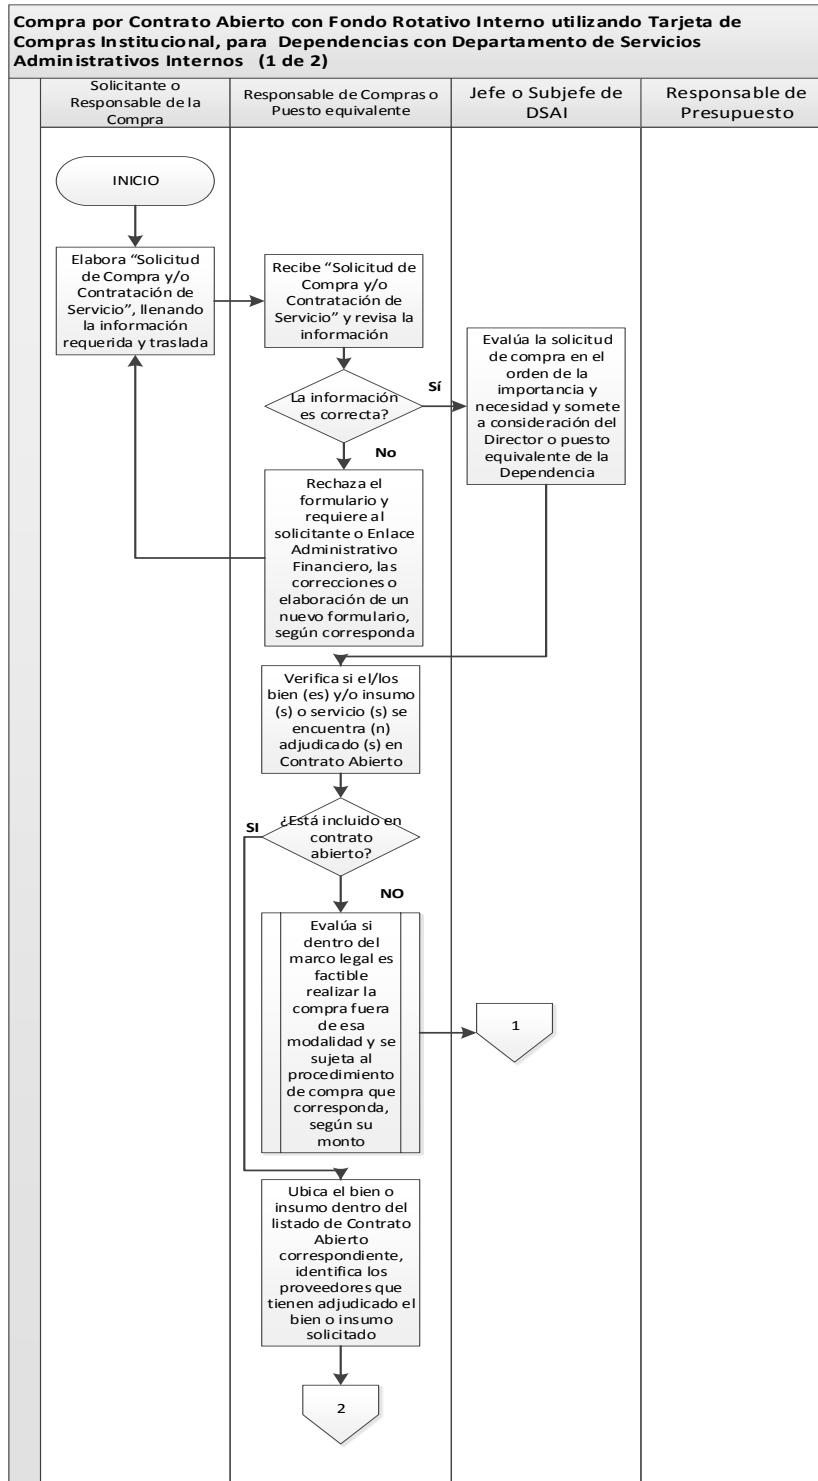 Compra por Contrato Abierto con Fondo Rotativo Interno utilizando Tarjeta de
Compras Institucional, para Dependencias con Departamento de Servicios
Administrativos Internos (1 de 2)
Solicitante o
Responsable de la
Compra
Responsable de Compras o
Puesto equivalente
Jefe o Subjefe de
DSAI
Responsable de
Presupuesto
INICIO
Elabora “Solicitud
de Compra y/o
Contratación de
Servicio”, llenando
la información
requerida y traslada
Recibe “Solicitud de
Compra y/o
Contratación de
Servicio” y revisa la
información
La información
es correcta?
Sí
No
Evalúa la solicitud
de compra en el
orden de la
importancia y
necesidad y somete
a consideración del
Director o puesto
equivalente de la
Dependencia
Rechaza el
formulario y
requiere al
solicitante o Enlace
Administrativo
Financiero, las
correcciones o
elaboración de un
nuevo formulario,
según corresponda
Verifica si el/los
bien (es) y/o insumo
(s) o servicio (s) se
encuentra (n)
adjudicado (s) en
Contrato Abierto
¿Está incluido en
contrato
abierto?
SI
NO
Evalúa si
dentro del
marco legal es
factible
realizar la
compra fuera
de esa
modalidad y se
sujeta al
procedimiento
de compra que
corresponda,
según su
monto
1
Ubica el bien o
insumo dentro del
listado de Contrato
Abierto
correspondiente,
identifica los
proveedores que
tienen adjudicado el
bien o insumo
solicitado
2